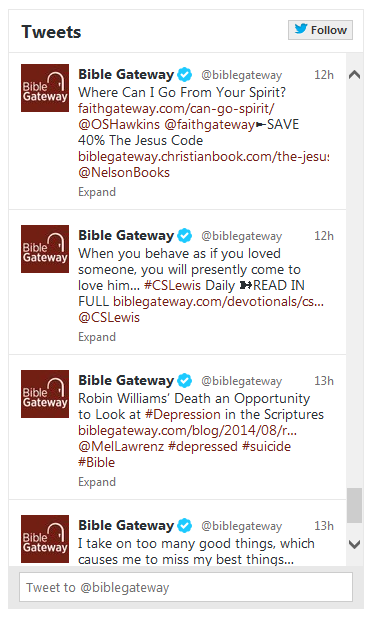 Tweets
Follow
Bible Gateway @biblegateway 12h
Where Can I Go From Your Spirit?
faithgateway.com/can-go-spirit/
@OSHawkins @faithgateway►SAVE
40% The Jesus Code
biblegateway.christianbook.com/the-jesus
@NelsonBooks
Expand
Bible Gateway
Bible Gateway @biblegateway 12h
When you behave as if you loved
someone, you will presently come to
love him... #CSLewis Daily ➽READ IN
FULL biblegateway.com/devotionals/cs...
@CSLewis
Expand
Bible Gateway
Bible Gateway @biblegateway 13h
Robin Williams' Death an Opportunity
to Look at #Depression in the Scriptures
biblegateway.com/blog/2014/08/r...
@MelLawrenz #depressed #suicide
#Bible
Expand
Bible Gateway
Bible Gateway @biblegateway 13h
I take on too many good things, which
causes me to miss my best things...
Bible Gateway
Tweet to @biblegateway